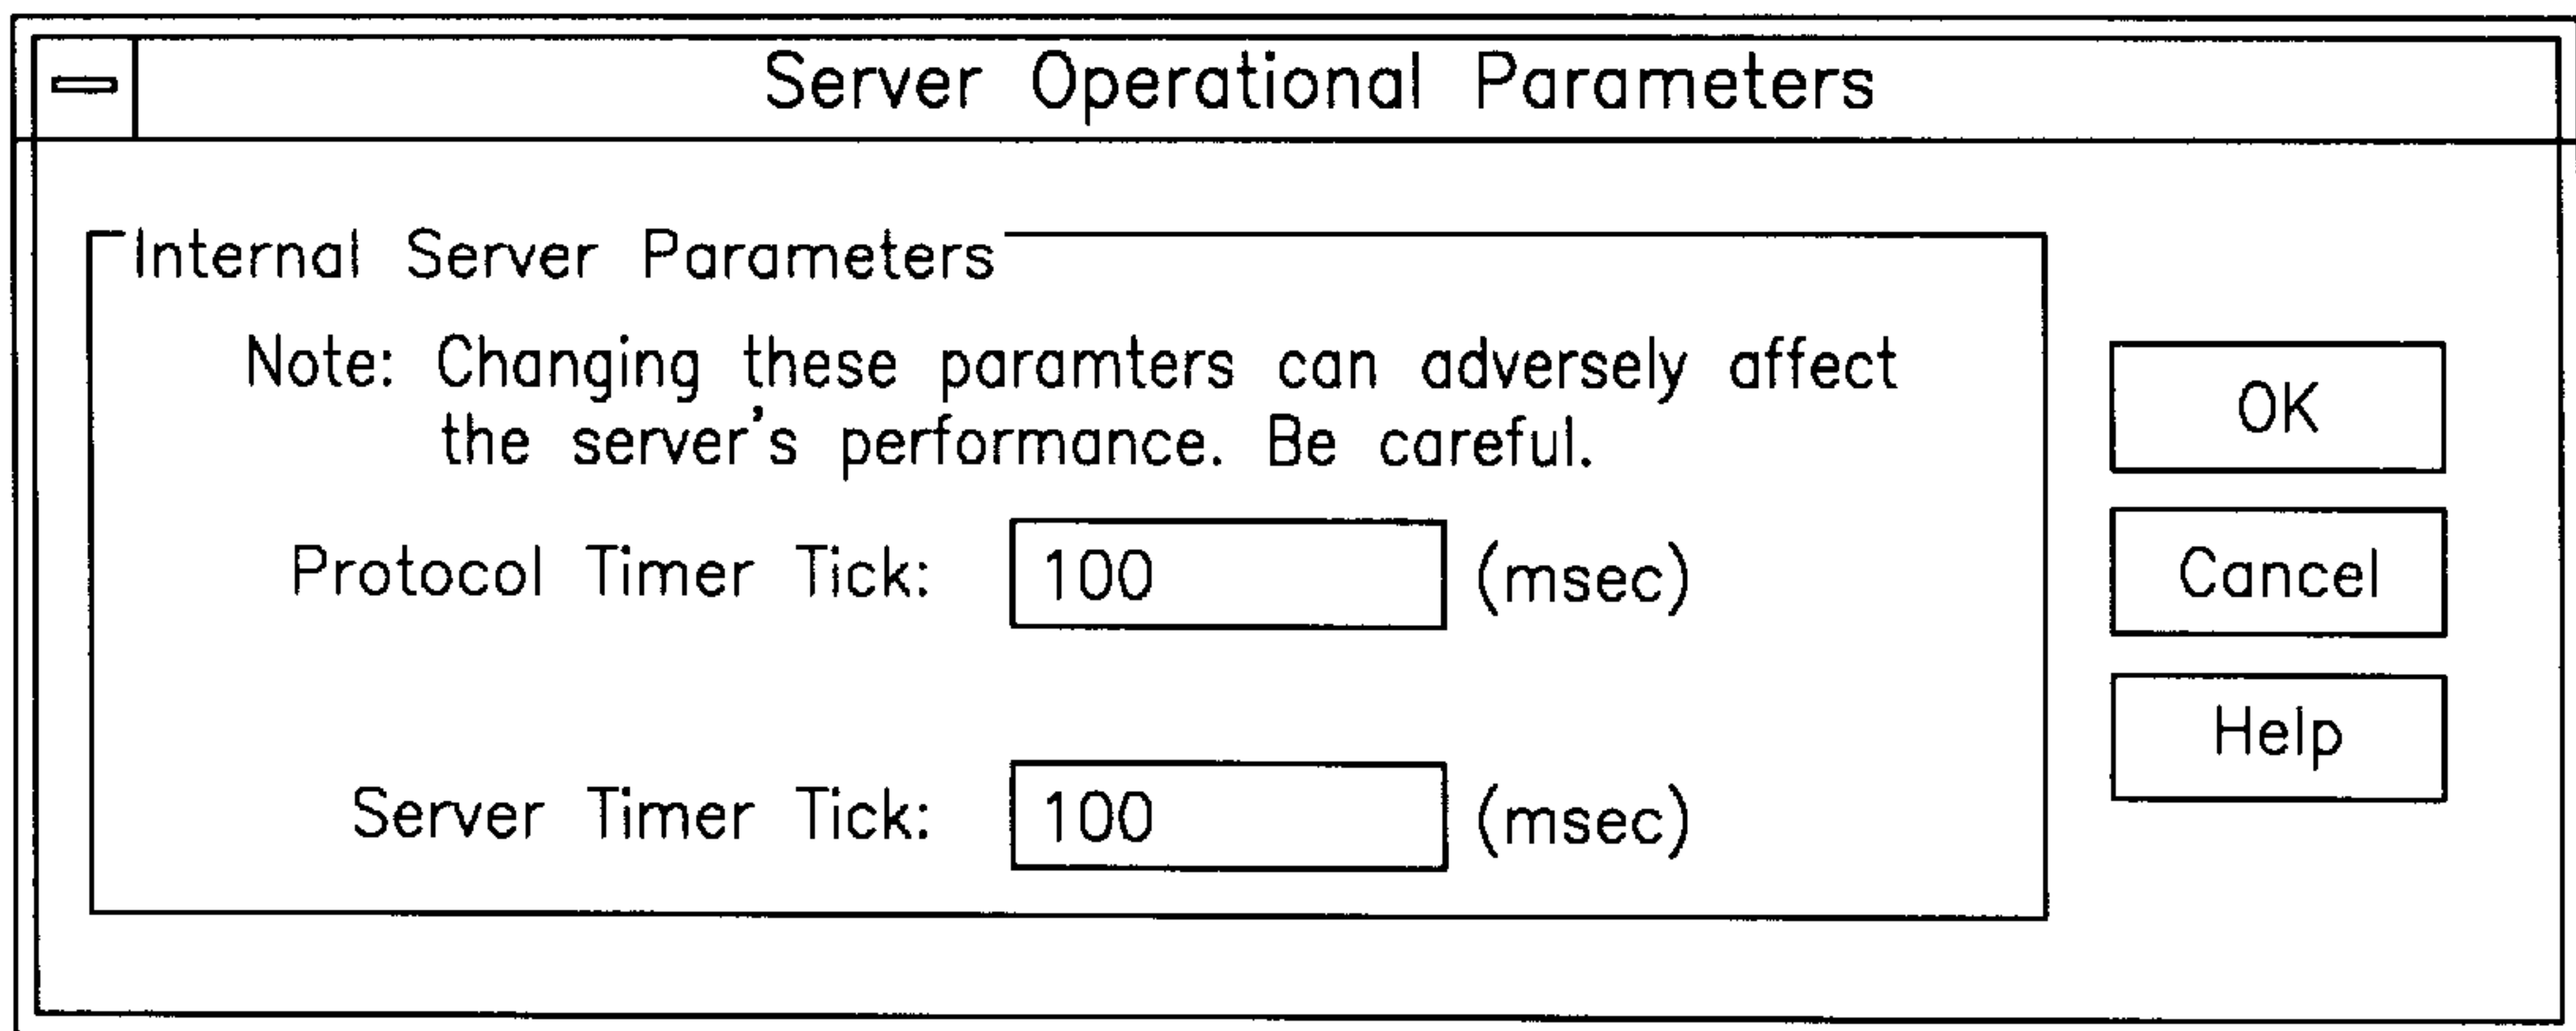 Server Operational Parameters
Internal Server Parameters
Note: Changing these paramters can adversely affect
the server's performance. Be careful.
Protocol Timer Tick: 100 (msec)
Server Timer Tick: 100 (msec)
OK
Cancel
Help